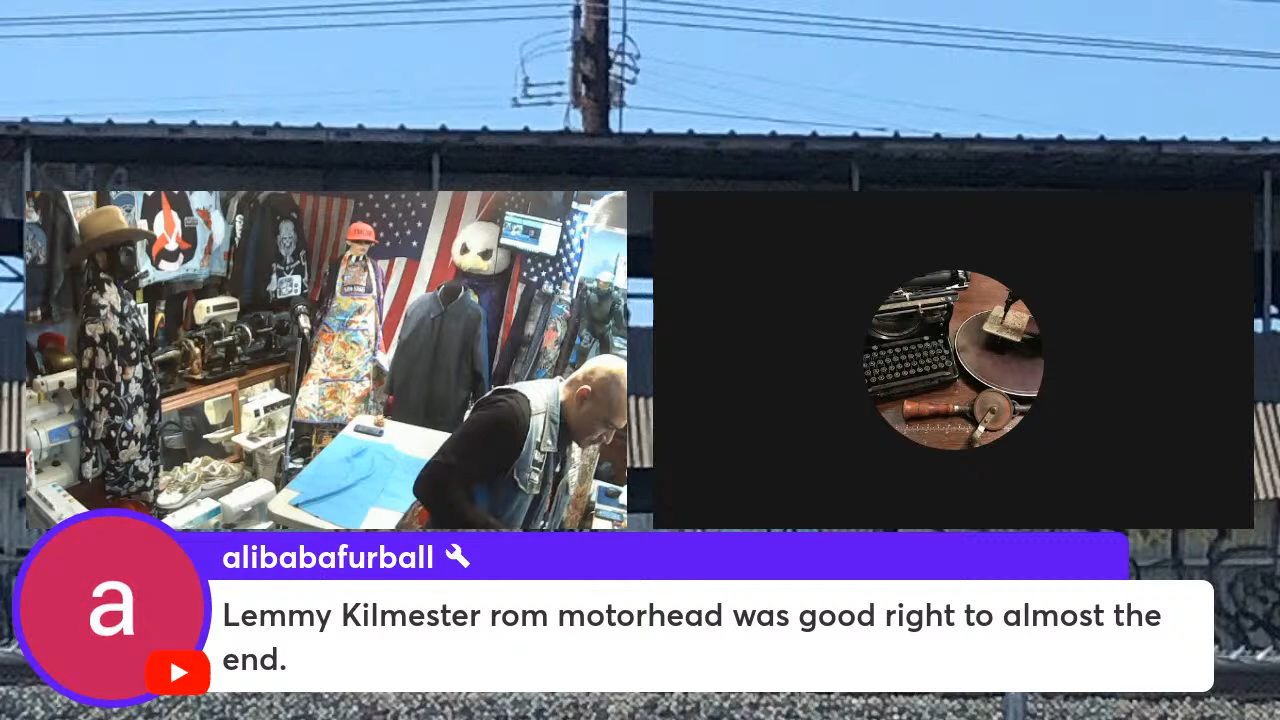 alibabafurball
a
Lemmy Kilmester rom motorhead was good right to almost the
end.